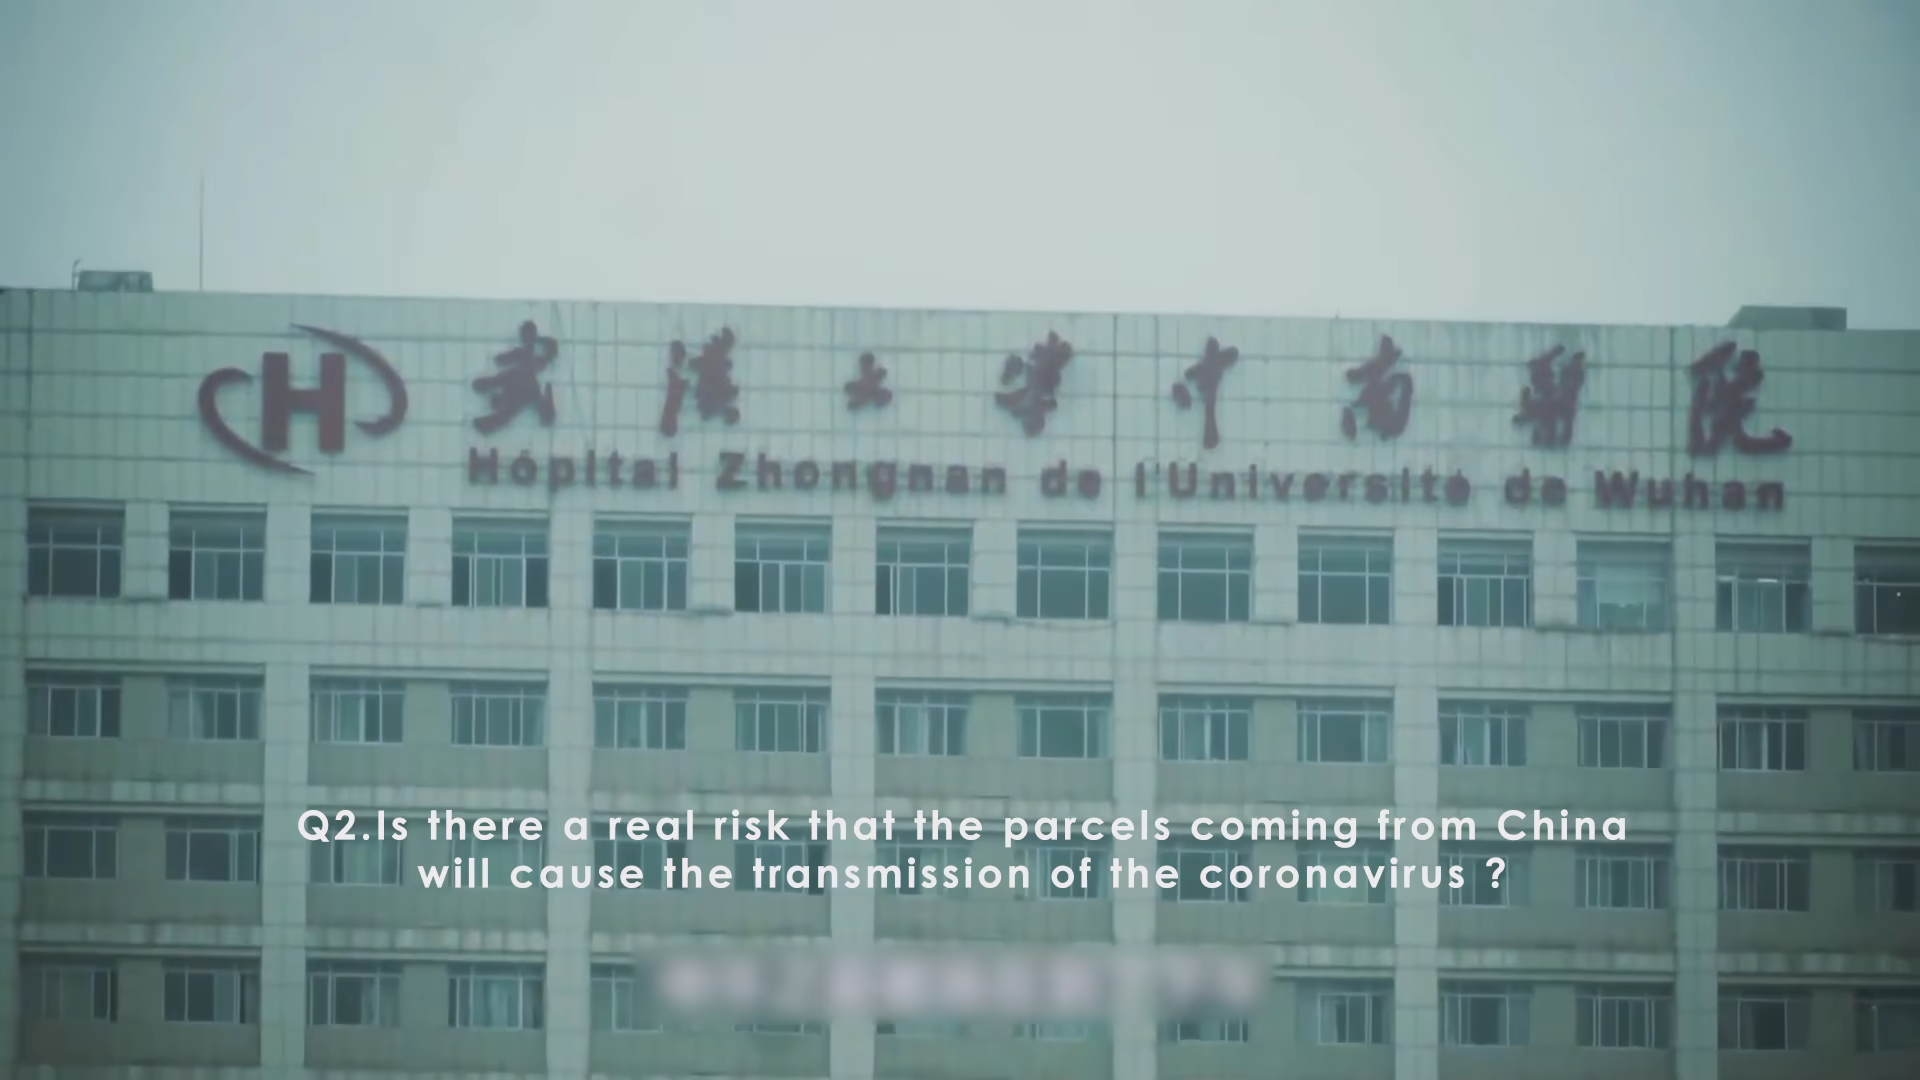 H 武漢大學中南醫院
Hôpital Zhongnan de l'Université de Wuhan
Q2.Is there a real risk that the parcels coming from China
will cause the transmission of the coronavirus ?